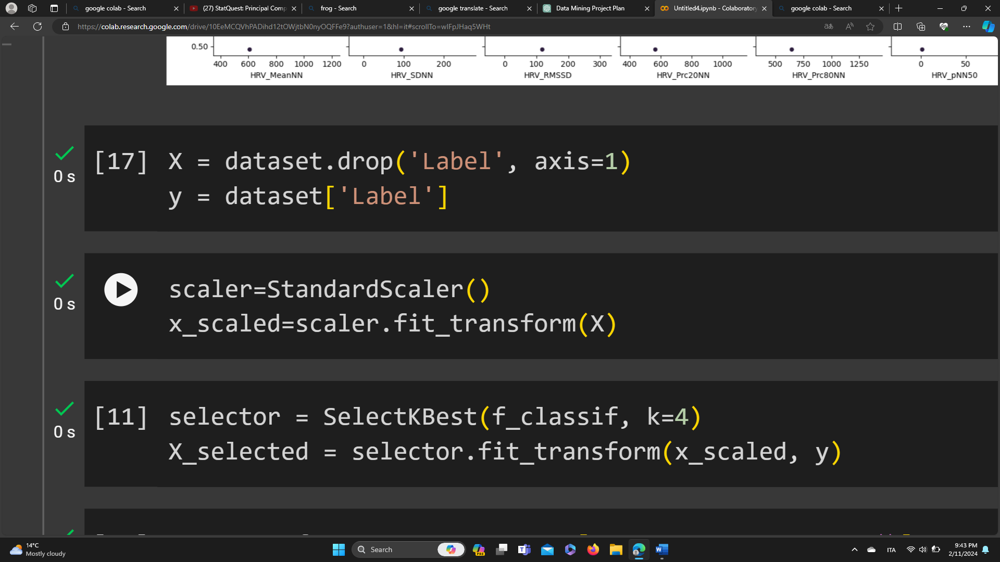 google colab - Search
(27) StatQuest: Principal Comp
frog - Search
google translate - Search
Data Mining Project Plan
Untitled4.ipynb - Colaboratory
google colab - Search
https://colab.research.google.com/drive/10EeMCQVhPADihd12tOWjtbN0nyOQFFe9?authuser=1&hl=it#scrollTo=wlFpJHaq5WHt
0.50
400 600 800 1000 1200
0 100 200
0 100 200 300
400 600 800 1000
500 750 1000 1250
0 50
HRV_MeanNN
HRV_SDNN
HRV_RMSSD
HRV_Prc20NN
HRV_Prc80NN
HRV_pNN50
0 s
[17] X = dataset.drop('Label', axis=1)
y = dataset['Label']
0 s
scaler=StandardScaler()
x_scaled=scaler.fit_transform(X)
0 s
[11] selector = SelectKBest(f_classif, k=4)
X_selected = selector.fit_transform(x_scaled, y)
14°C
Mostly cloudy
Search
PRE
ITA
9:43 PM
2/11/2024